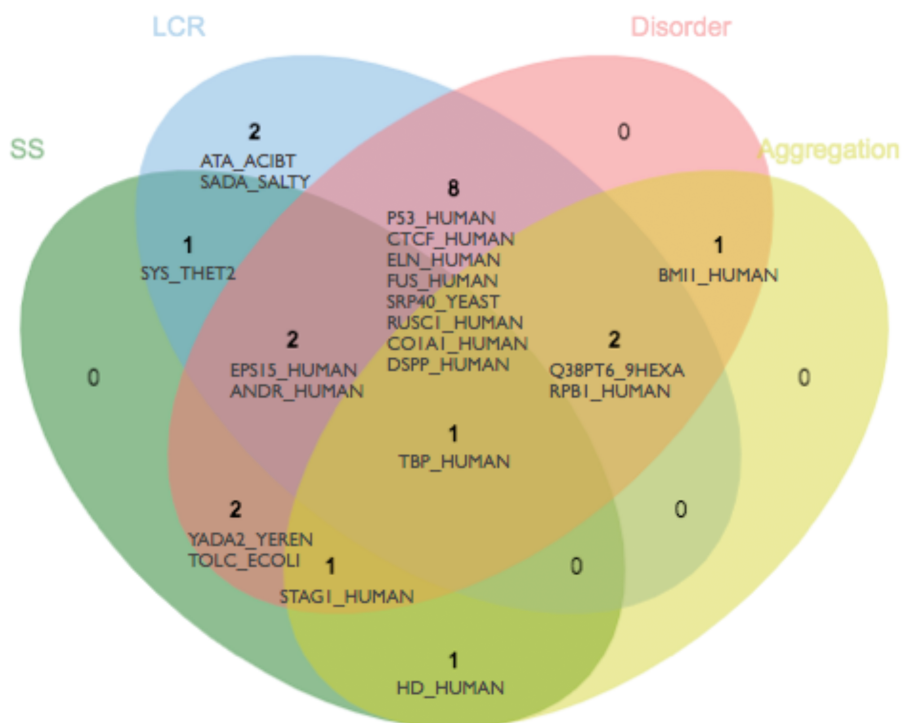 LCR
Disorder
SS
Aggregation
2
ATA_ACIBT
SADA_SALTY
0
8
P53_HUMAN
CTCF_HUMAN
ELN_HUMAN
FUS_HUMAN
SRP40_YEAST
RUSC1_HUMAN
CO1A1_HUMAN
DSPP_HUMAN
1
SYS_THET2
1
BMI1_HUMAN
0
2
EPS15_HUMAN
ANDR_HUMAN
2
Q38PT6_9HEXA
RPB1_HUMAN
0
1
TBP_HUMAN
2
YADA2_YEREN
TOLC_ECOLI
0
1
STAG1_HUMAN
0
1
HD_HUMAN